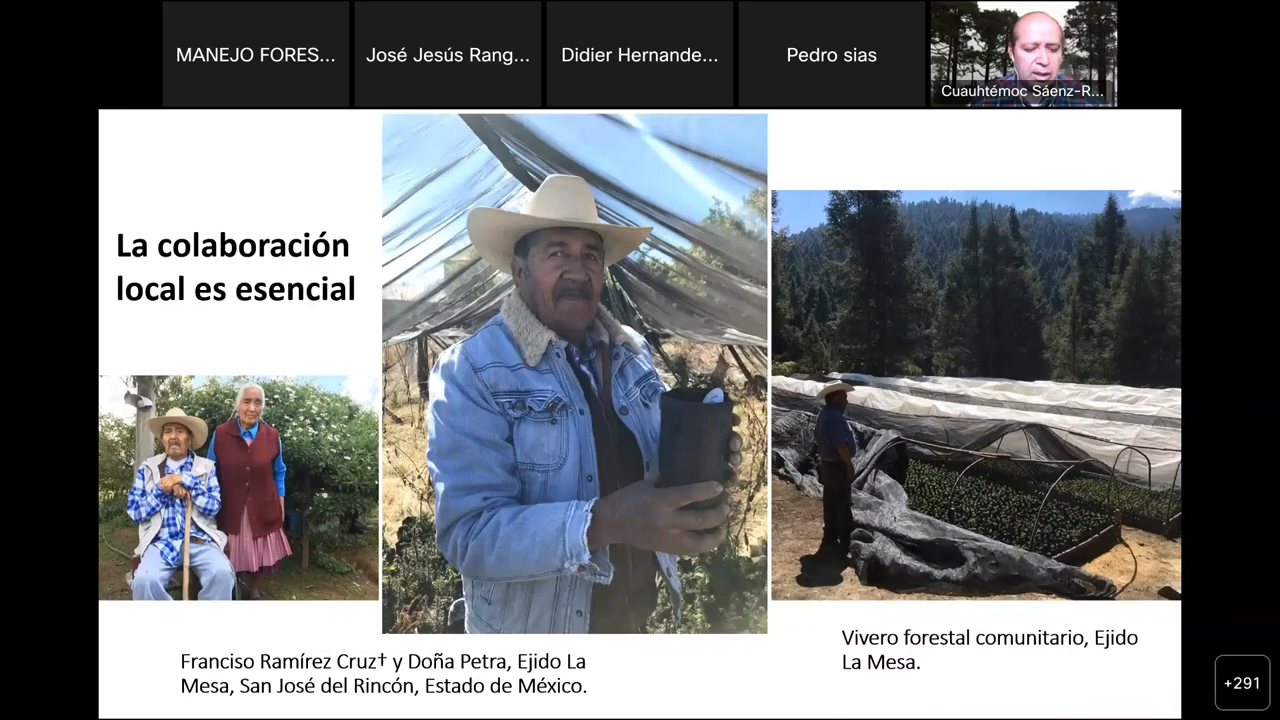 MANEJO FORES...
José Jesús Rang...
Didier Hernande...
Pedro sias
Cuauhtémoc Sáenz-R...
La colaboración
local es esencial
Franciso Ramírez Cruz† y Doña Petra, Ejido La
Mesa, San José del Rincón, Estado de México.
Vivero forestal comunitario, Ejido
La Mesa.
+291